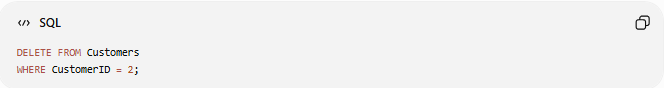 </> SQL
DELETE FROM Customers
WHERE CustomerID = 2;